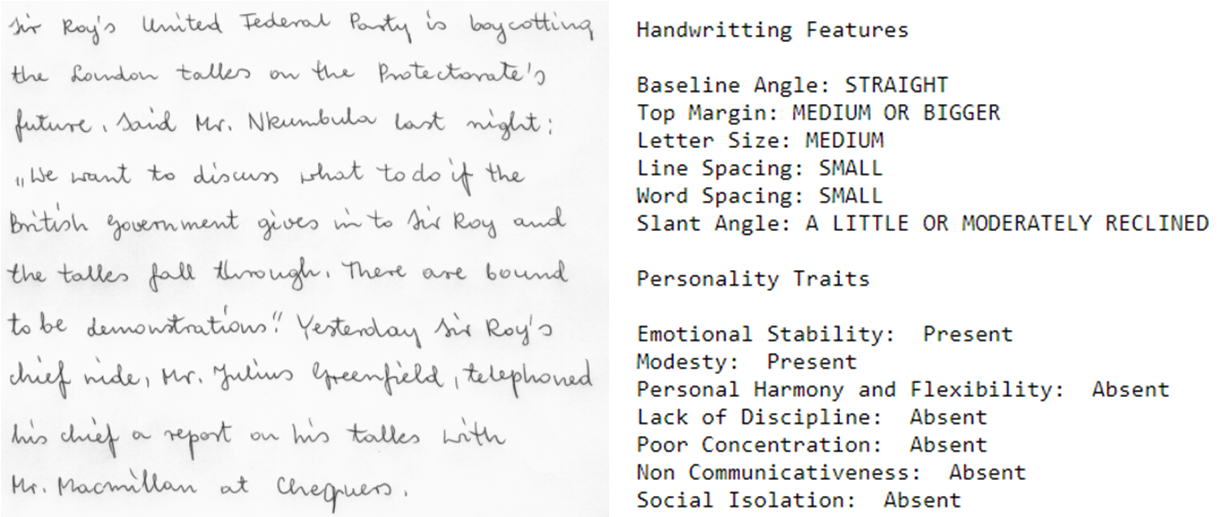 Sir Roy's United Federal Party is boycotting
the London talks on the Protectorate's
future. Said Mr. Nkumbula last night:
„We want to discuss what to do if the
British Government gives in to Sir Roy and
the talks fall through. There are bound
to be demonstrations." Yesterday Sir Roy's
chief aide, Mr. Julius Greenfield, telephoned
his chief a report on his talks with
Mr. Macmillan at Chequers.
Handwritting Features
Baseline Angle: STRAIGHT
Top Margin: MEDIUM OR BIGGER
Letter Size: MEDIUM
Line Spacing: SMALL
Word Spacing: SMALL
Slant Angle: A LITTLE OR MODERATELY RECLINED
Personality Traits
Emotional Stability: Present
Modesty: Present
Personal Harmony and Flexibility: Absent
Lack of Discipline: Absent
Poor Concentration: Absent
Non Communicativeness: Absent
Social Isolation: Absent